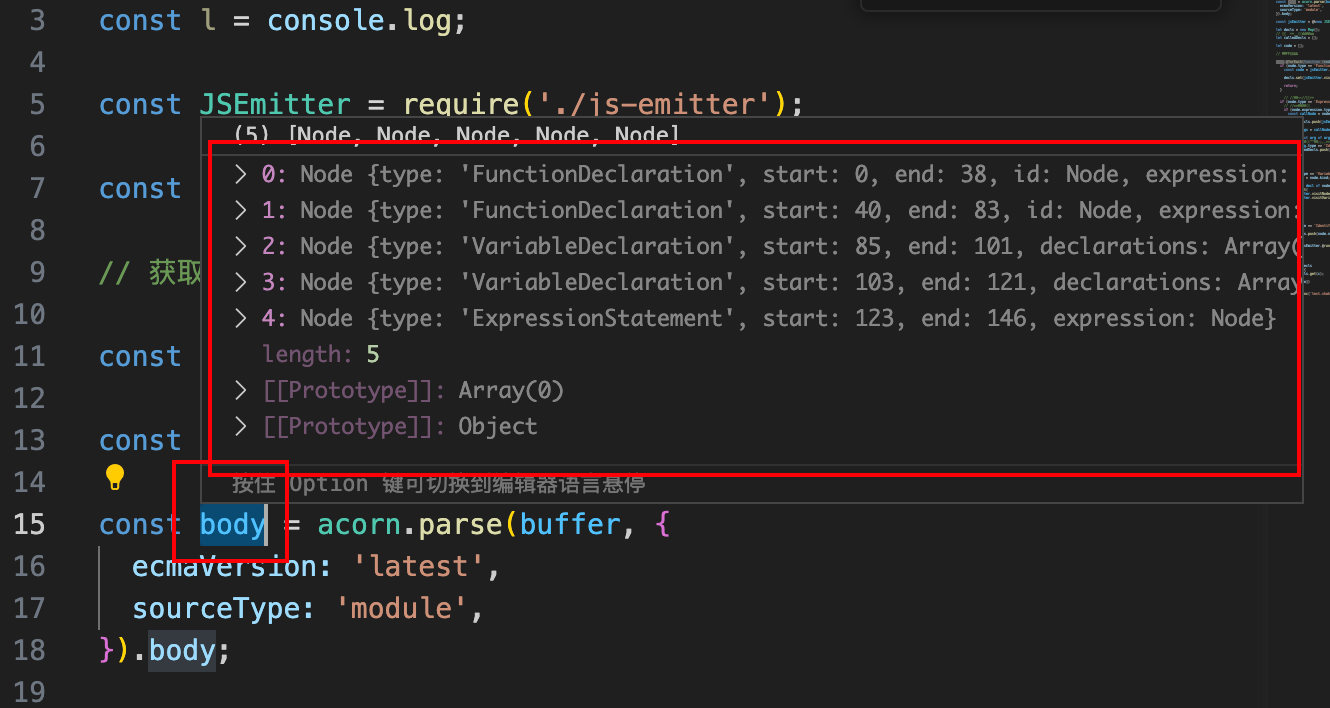 3 const l = console.log;
4
5 const JSEmitter = require('./js-emitter');
(5) [Node, Node, Node, Node, Node]
6
> 0: Node {type: 'FunctionDeclaration', start: 0, end: 38, id: Node, expression:
7 const
> 1: Node {type: 'FunctionDeclaration', start: 40, end: 83, id: Node, expression:
8
> 2: Node {type: 'VariableDeclaration', start: 85, end: 101, declarations: Array(
9 // 获取
> 3: Node {type: 'VariableDeclaration', start: 103, end: 121, declarations: Array
10
> 4: Node {type: 'ExpressionStatement', start: 123, end: 146, expression: Node}
11 const
length: 5
12
> [[Prototype]]: Array(0)
13 const
> [[Prototype]]: Object
14
按住 Option 键可切换到编辑器语言悬停
15 const body = acorn.parse(buffer, {
16 ecmaVersion: 'latest',
17 sourceType: 'module',
18 }).body;
19